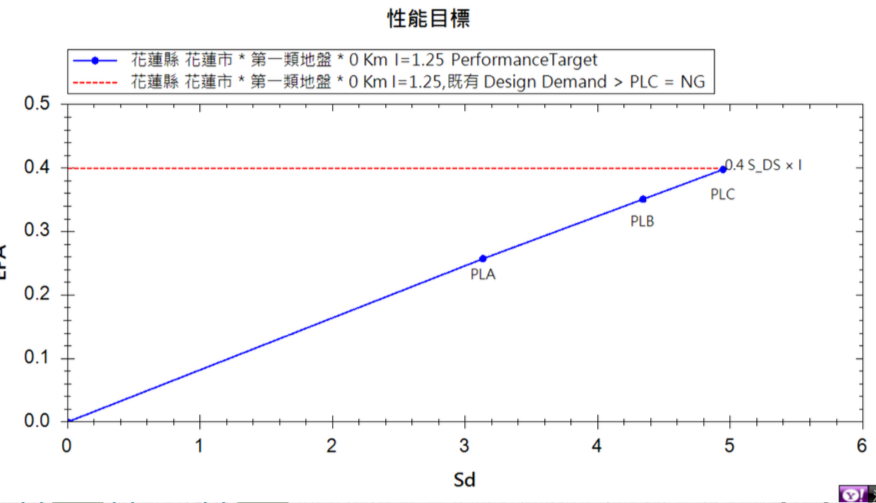 性能目標
花蓮縣 花蓮市 * 第一類地盤 * 0 Km I=1.25 PerformanceTarget
花蓮縣 花蓮市 * 第一類地盤 * 0 Km I=1.25,既有 Design Demand > PLC = NG
0.5
0.4
0.4 S_DS × I
PLC
0.3
PLB
PLA
0.2
0.1
0.0
0 1 2 3 4 5 6
Sd
Y!